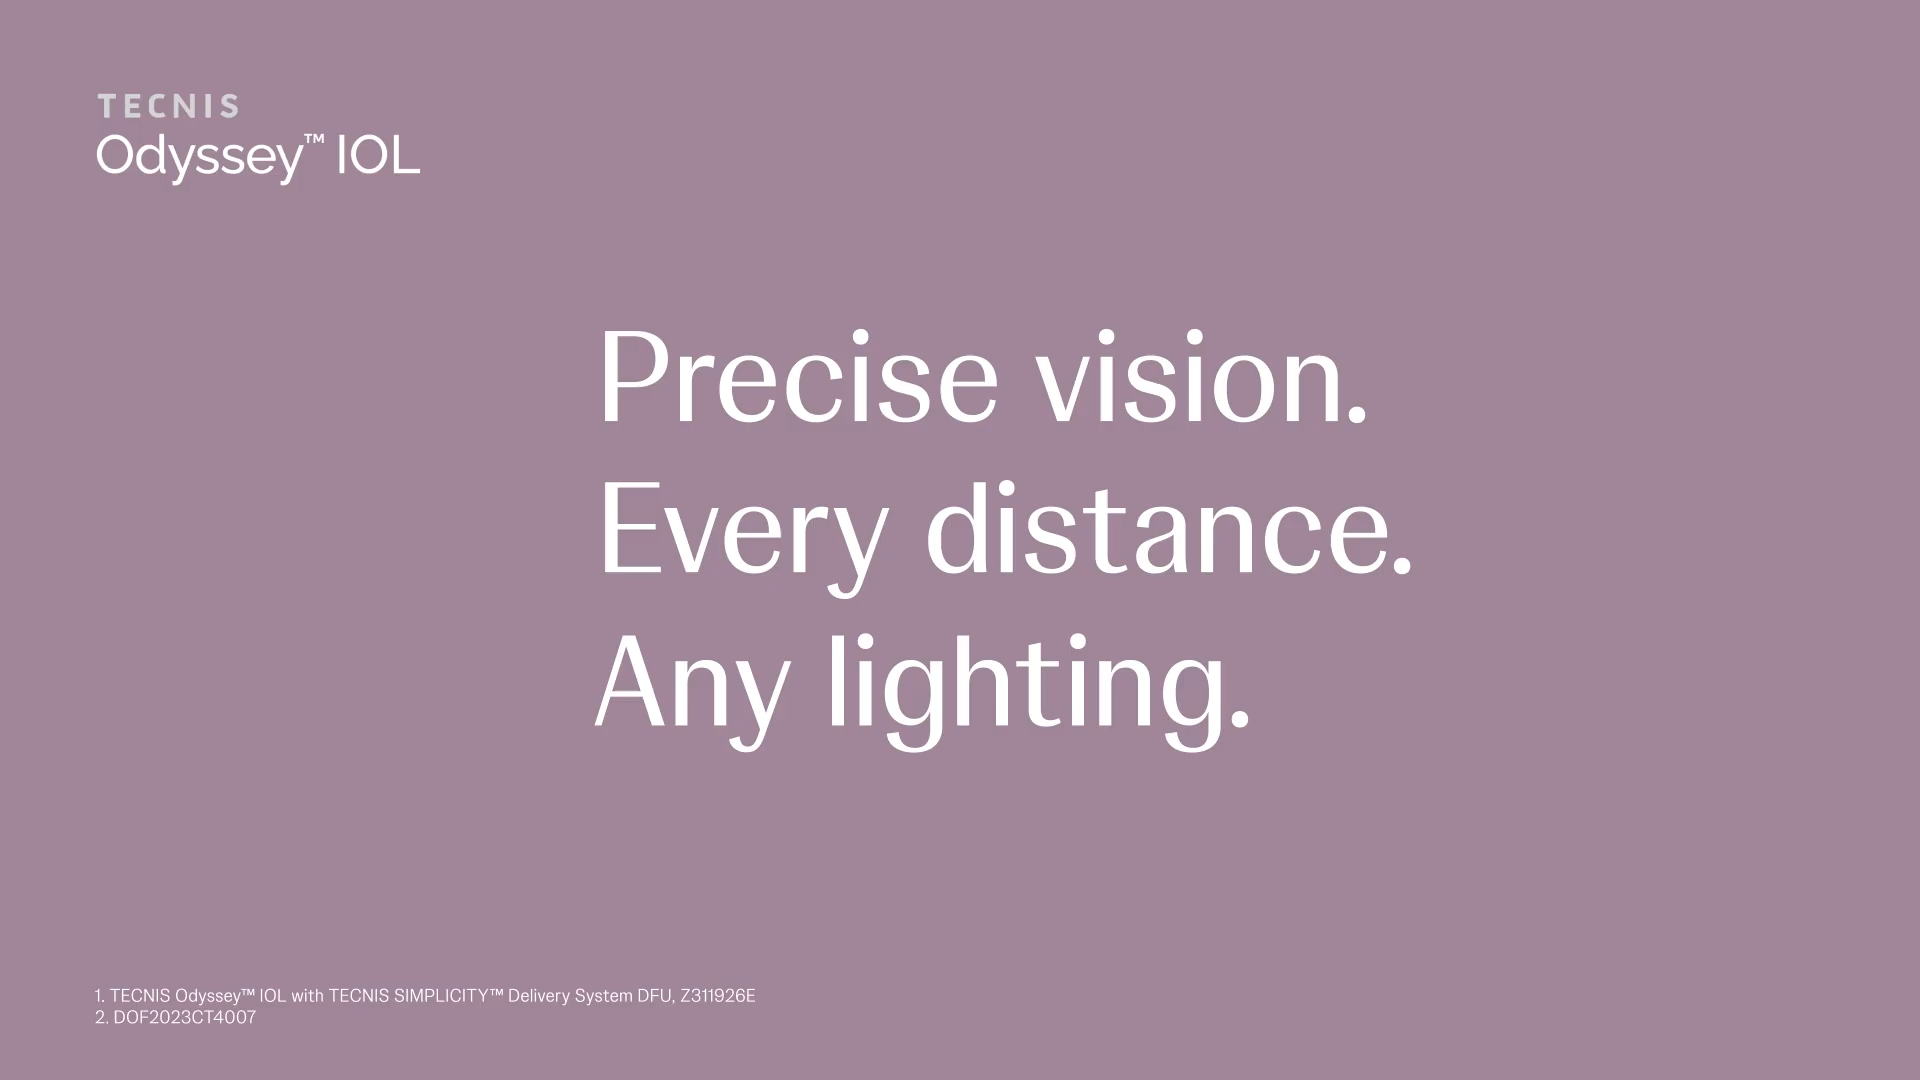 TECNIS
Odyssey™ IOL
Precise vision.
Every distance.
Any lighting.
1. TECNIS Odyssey™ IOL with TECNIS SIMPLICITY™ Delivery System DFU, Z311926E
2. DOF2023CT4007